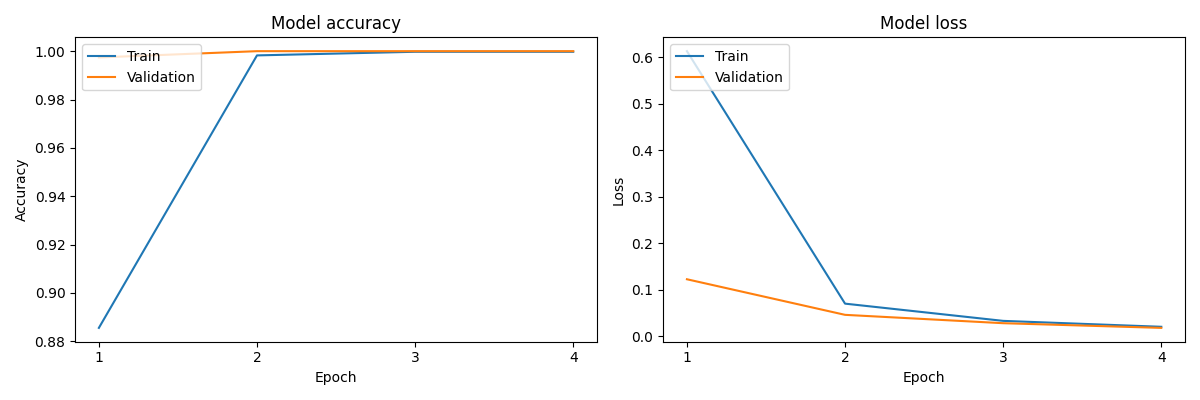 Model accuracy
1.00
0.98
0.96
0.94
0.92
0.90
0.88
Accuracy
Train
Validation
1 2 3 4
Epoch
Model loss
0.6
0.5
0.4
0.3
0.2
0.1
0.0
Loss
Train
Validation
1 2 3 4
Epoch